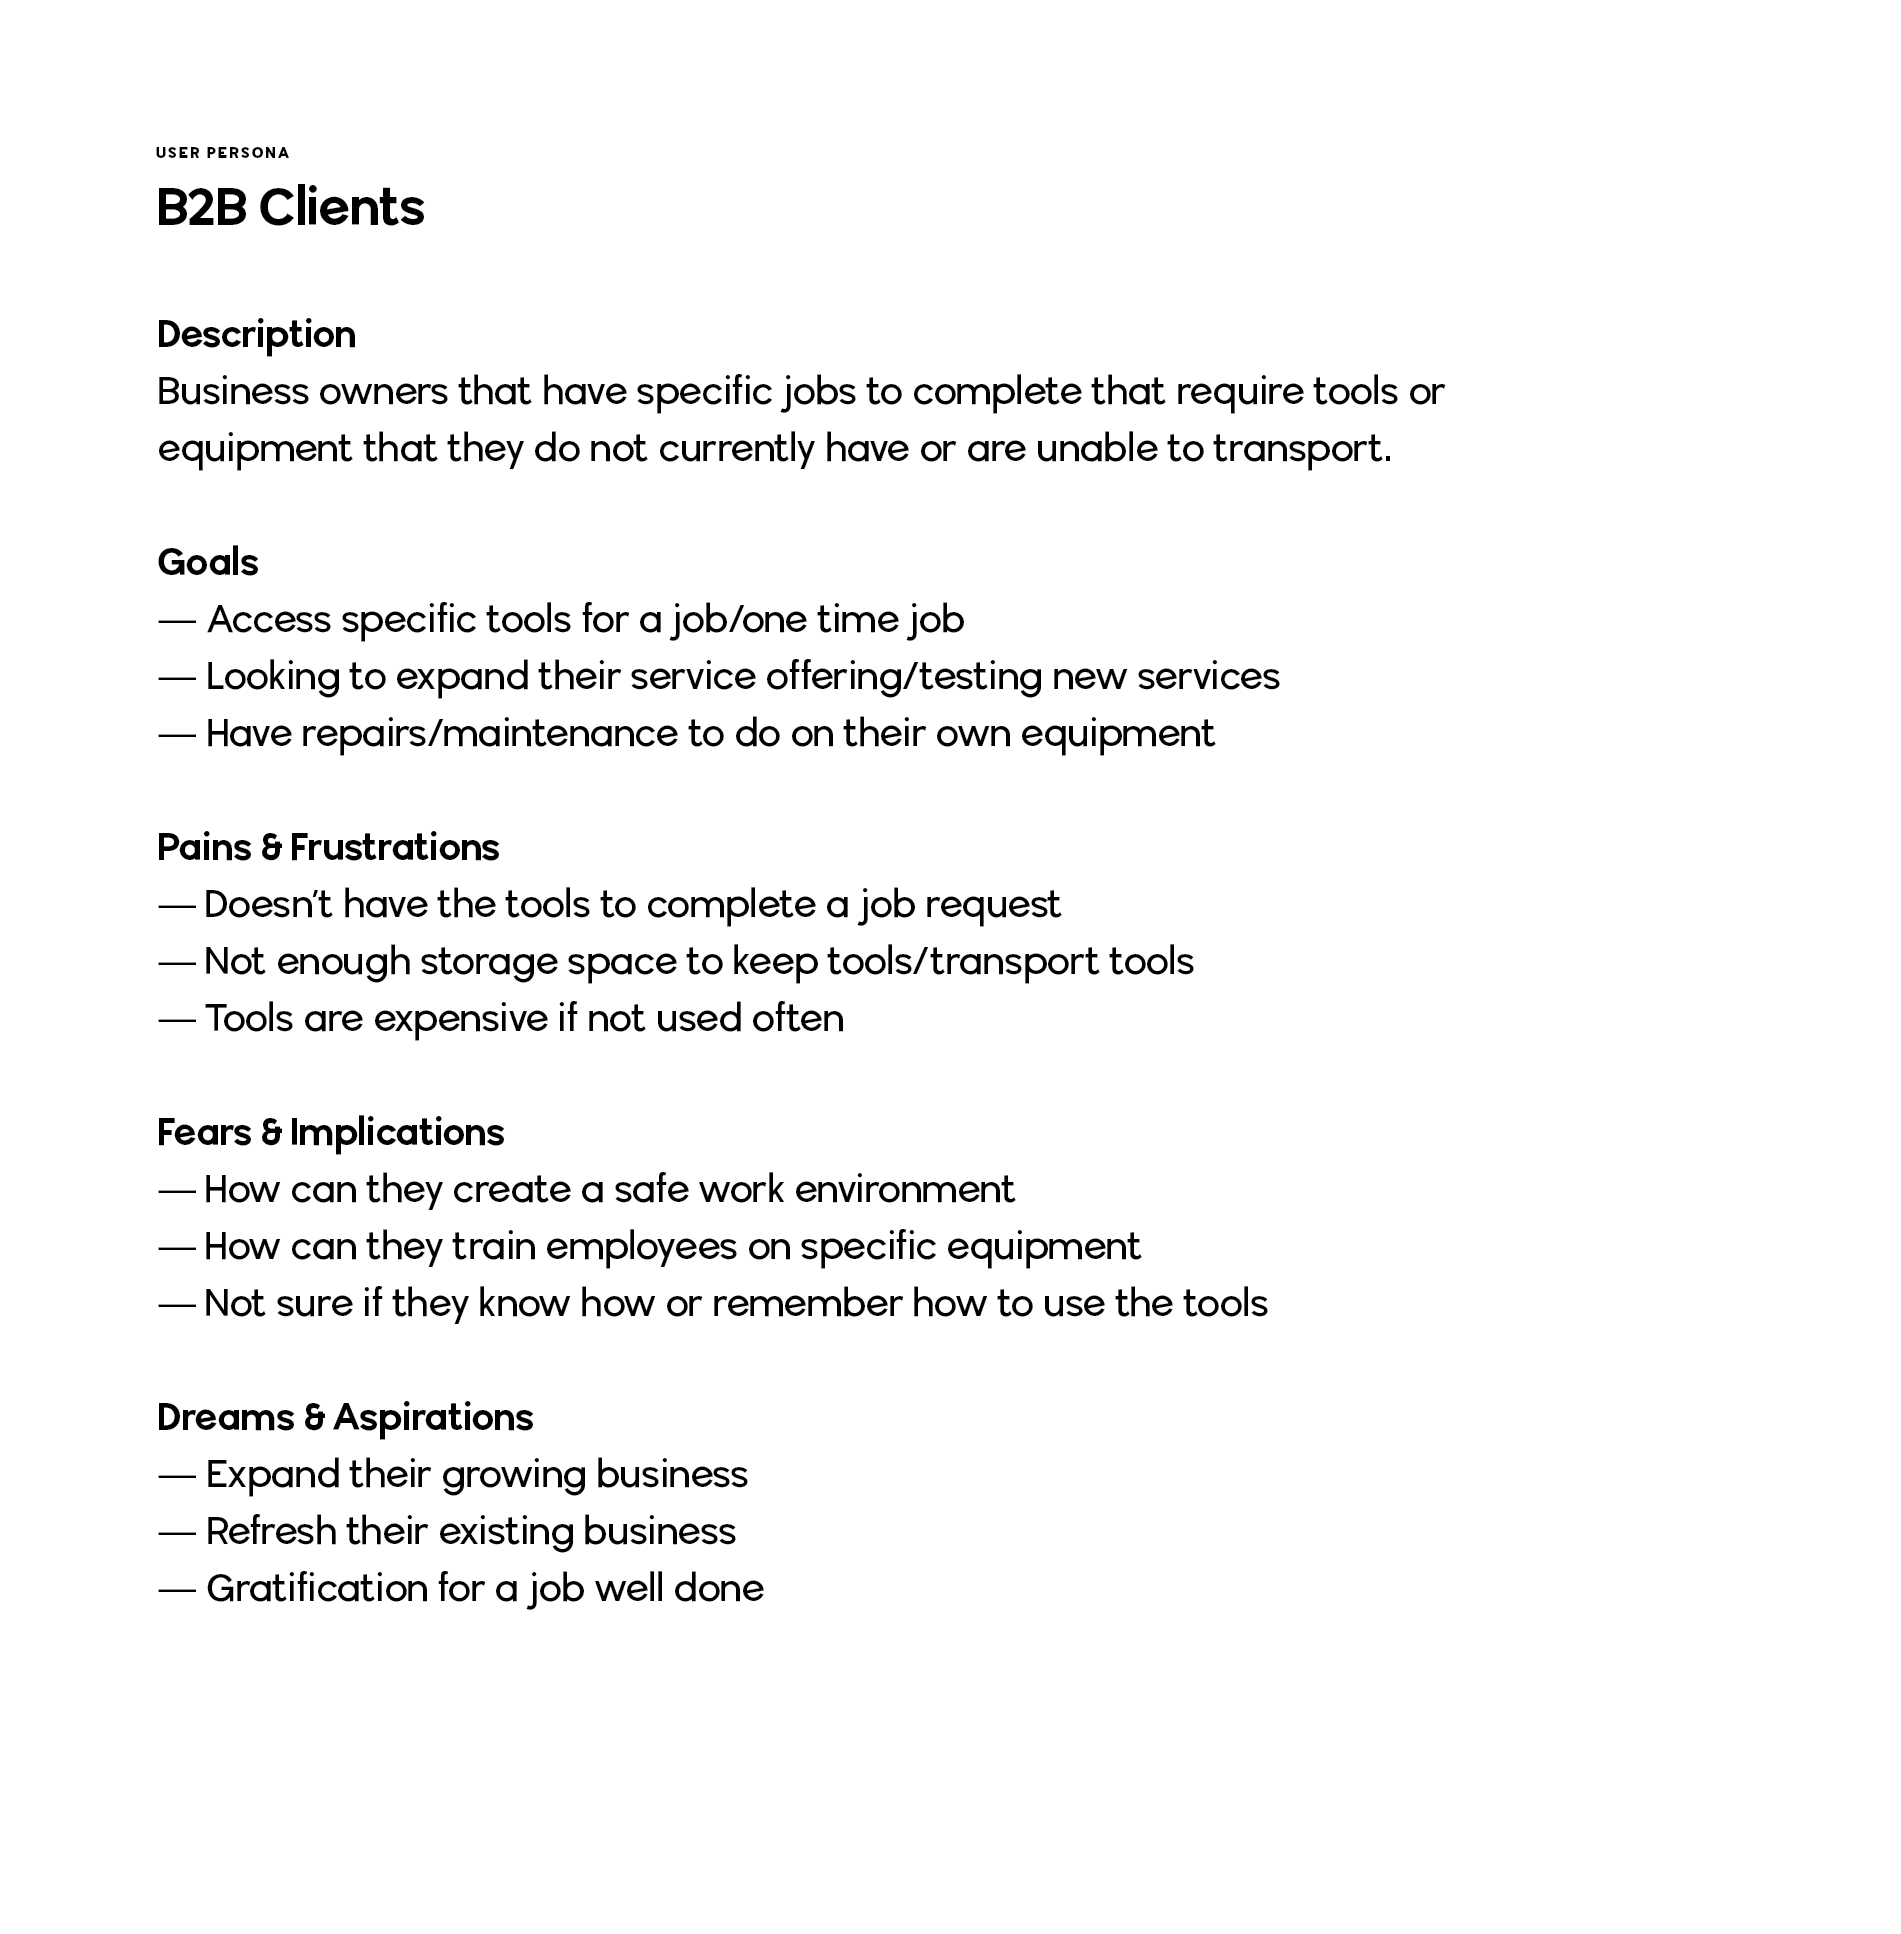 USER PERSONA
B2B Clients
Description
Business owners that have specific jobs to complete that require tools or
equipment that they do not currently have or are unable to transport.
Goals
— Access specific tools for a job/one time job
— Looking to expand their service offering/testing new services
— Have repairs/maintenance to do on their own equipment
Pains & Frustrations
— Doesn't have the tools to complete a job request
— Not enough storage space to keep tools/transport tools
— Tools are expensive if not used often
Fears & Implications
— How can they create a safe work environment
— How can they train employees on specific equipment
— Not sure if they know how or remember how to use the tools
Dreams & Aspirations
— Expand their growing business
— Refresh their existing business
— Gratification for a job well done